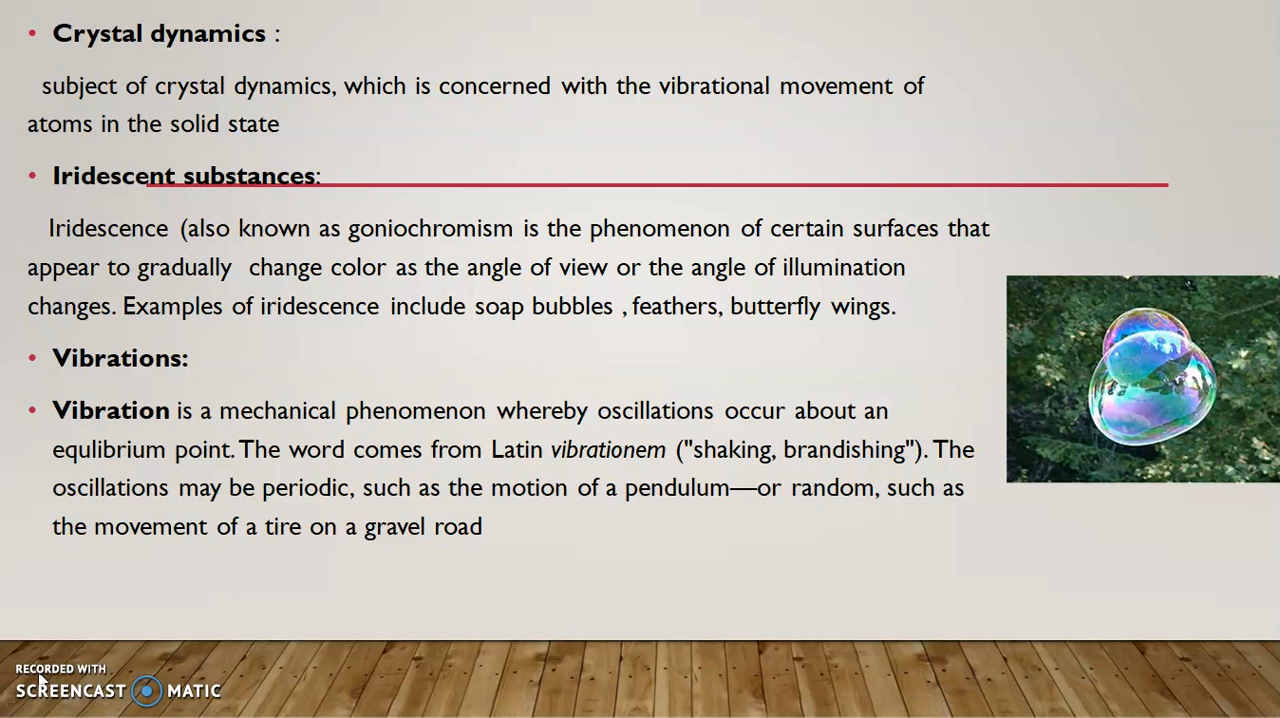 • Crystal dynamics :
subject of crystal dynamics, which is concerned with the vibrational movement of
atoms in the solid state
• Iridescent substances:
Iridescence (also known as goniochromism is the phenomenon of certain surfaces that
appear to gradually change color as the angle of view or the angle of illumination
changes. Examples of iridescence include soap bubbles , feathers, butterfly wings.
• Vibrations:
• Vibration is a mechanical phenomenon whereby oscillations occur about an
equlibrium point. The word comes from Latin vibrationem ("shaking, brandishing"). The
oscillations may be periodic, such as the motion of a pendulum—or random, such as
the movement of a tire on a gravel road
RECORDED WITH
SCREENCAST MATIC